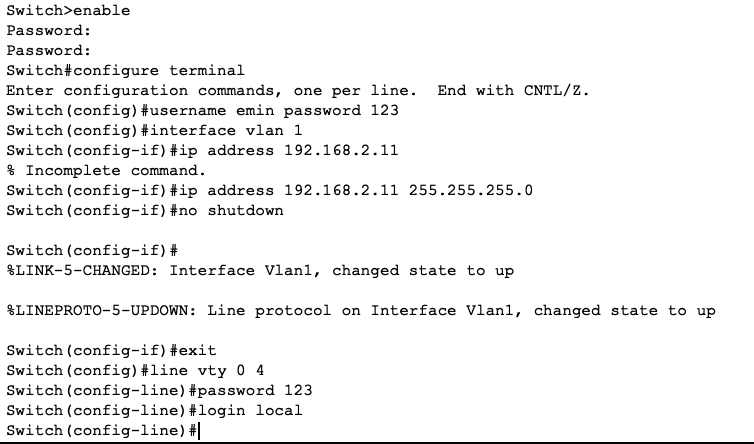 Switch>enable
Password:
Password:
Switch#configure terminal
Enter configuration commands, one per line.  End with CNTL/Z.
Switch(config)#username emin password 123
Switch(config)#interface vlan 1
Switch(config-if)#ip address 192.168.2.11
% Incomplete command.
Switch(config-if)#ip address 192.168.2.11 255.255.255.0
Switch(config-if)#no shutdown
Switch(config-if)#
%LINK-5-CHANGED: Interface Vlan1, changed state to up
%LINEPROTO-5-UPDOWN: Line protocol on Interface Vlan1, changed state to up
Switch(config-if)#exit
Switch(config)#line vty 0 4
Switch(config-line)#password 123
Switch(config-line)#login local
Switch(config-line)#